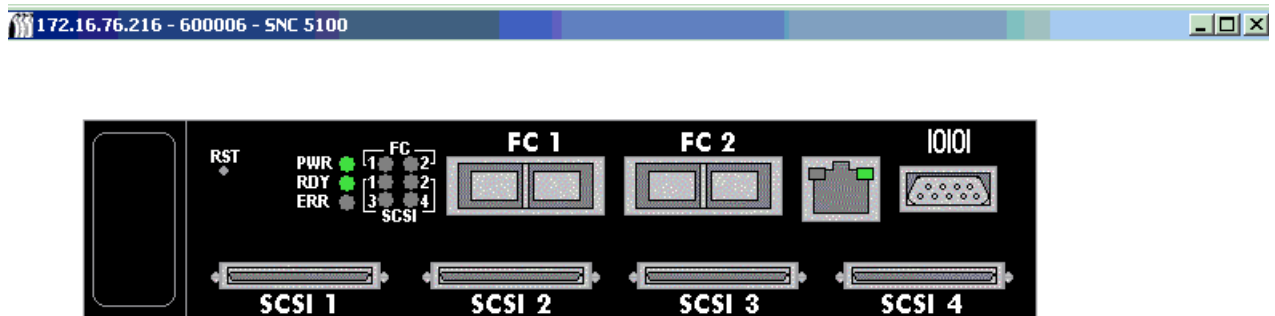 172.16.76.216 - 600006 - SNC 5100
FC 1 FC 2 IOIOI
RST PWR FC 1 2
RDY 1 2
ERR 3 4
SCSI
SCSI 1 SCSI 2 SCSI 3 SCSI 4